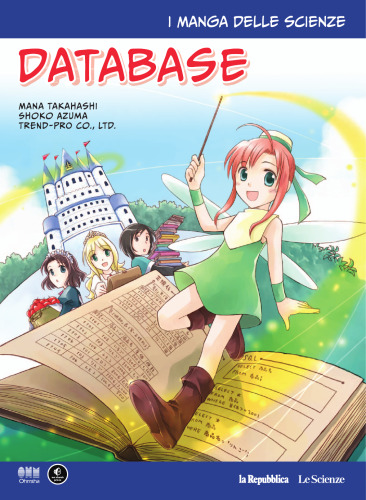 I MANGA DELLE SCIENZE
DATABASE
MANA TAKAHASHI
SHOKO AZUMA
TREND-PRO CO., LTD.
SQL
Ohmsha
la Repubblica
Le Scienze